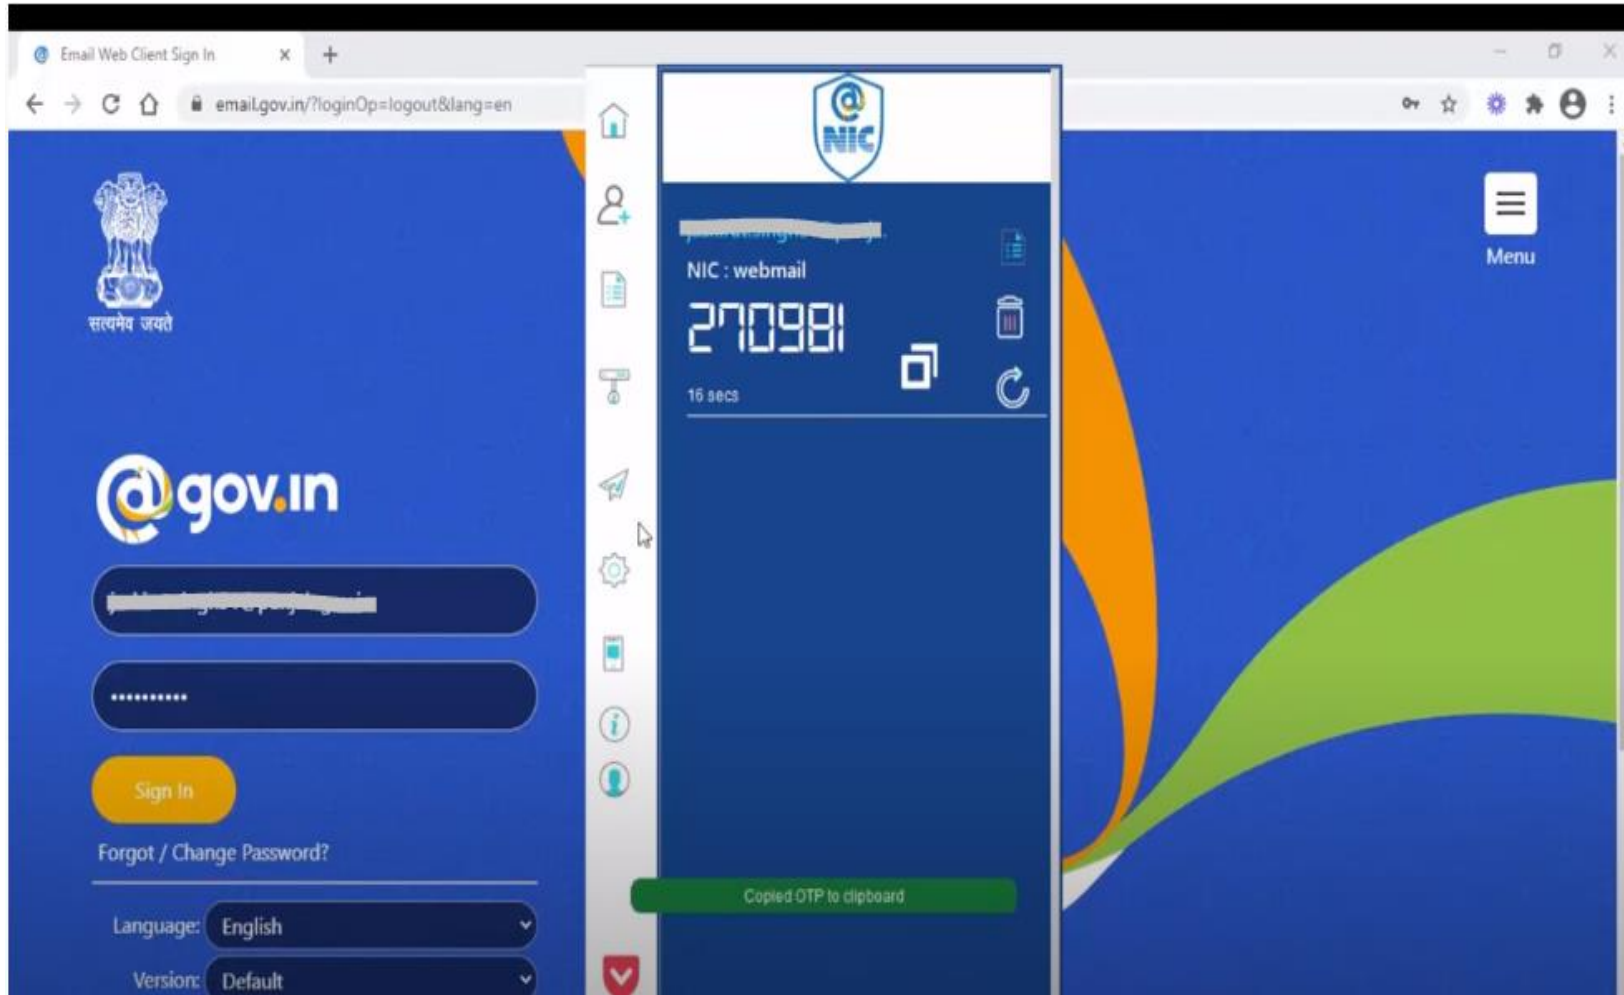 Email Web Client Sign In
email.gov.in/?loginOp=logout&lang=en
सत्यमेव जयते
@gov.in
Sign In
Forgot / Change Password?
Language: English
Version: Default
@
NIC
NIC : webmail
270981
16 secs
Copied OTP to clipboard
Menu